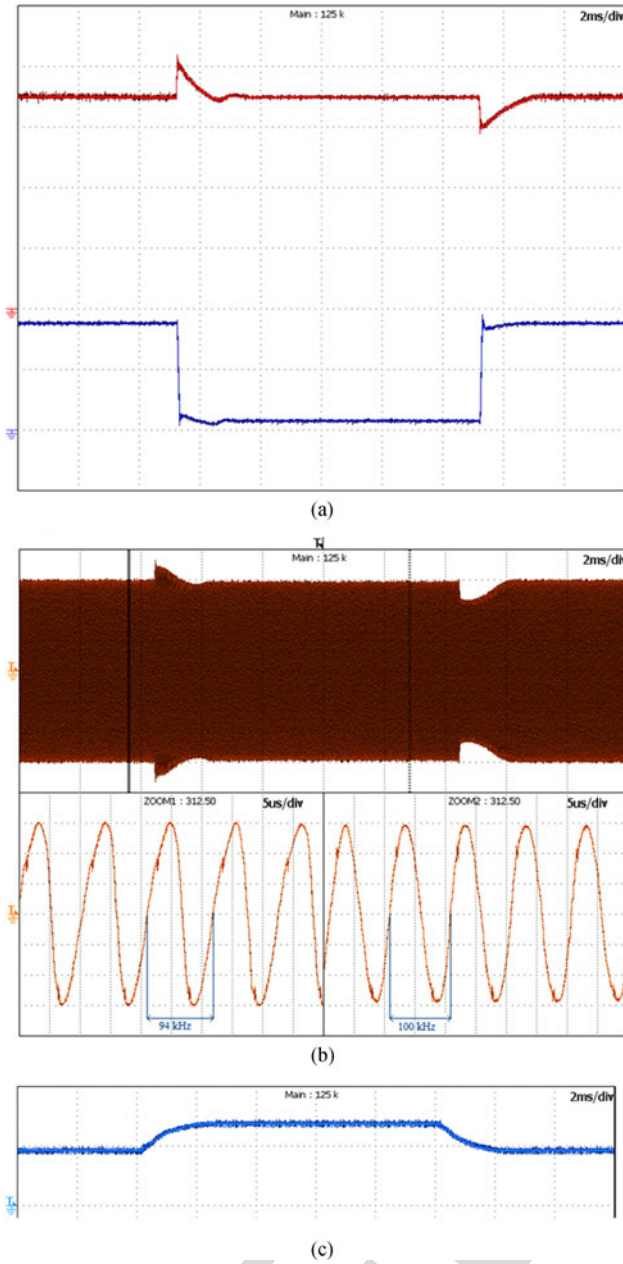 Main : 125 k
2ms/div
(a)
Main : 125 k
2ms/div
ZOOM1 : 312.50
5us/div
ZOOM2 : 312.50
5us/div
94 kHz
100 kHz
(b)
Main : 125 k
2ms/div
(c)